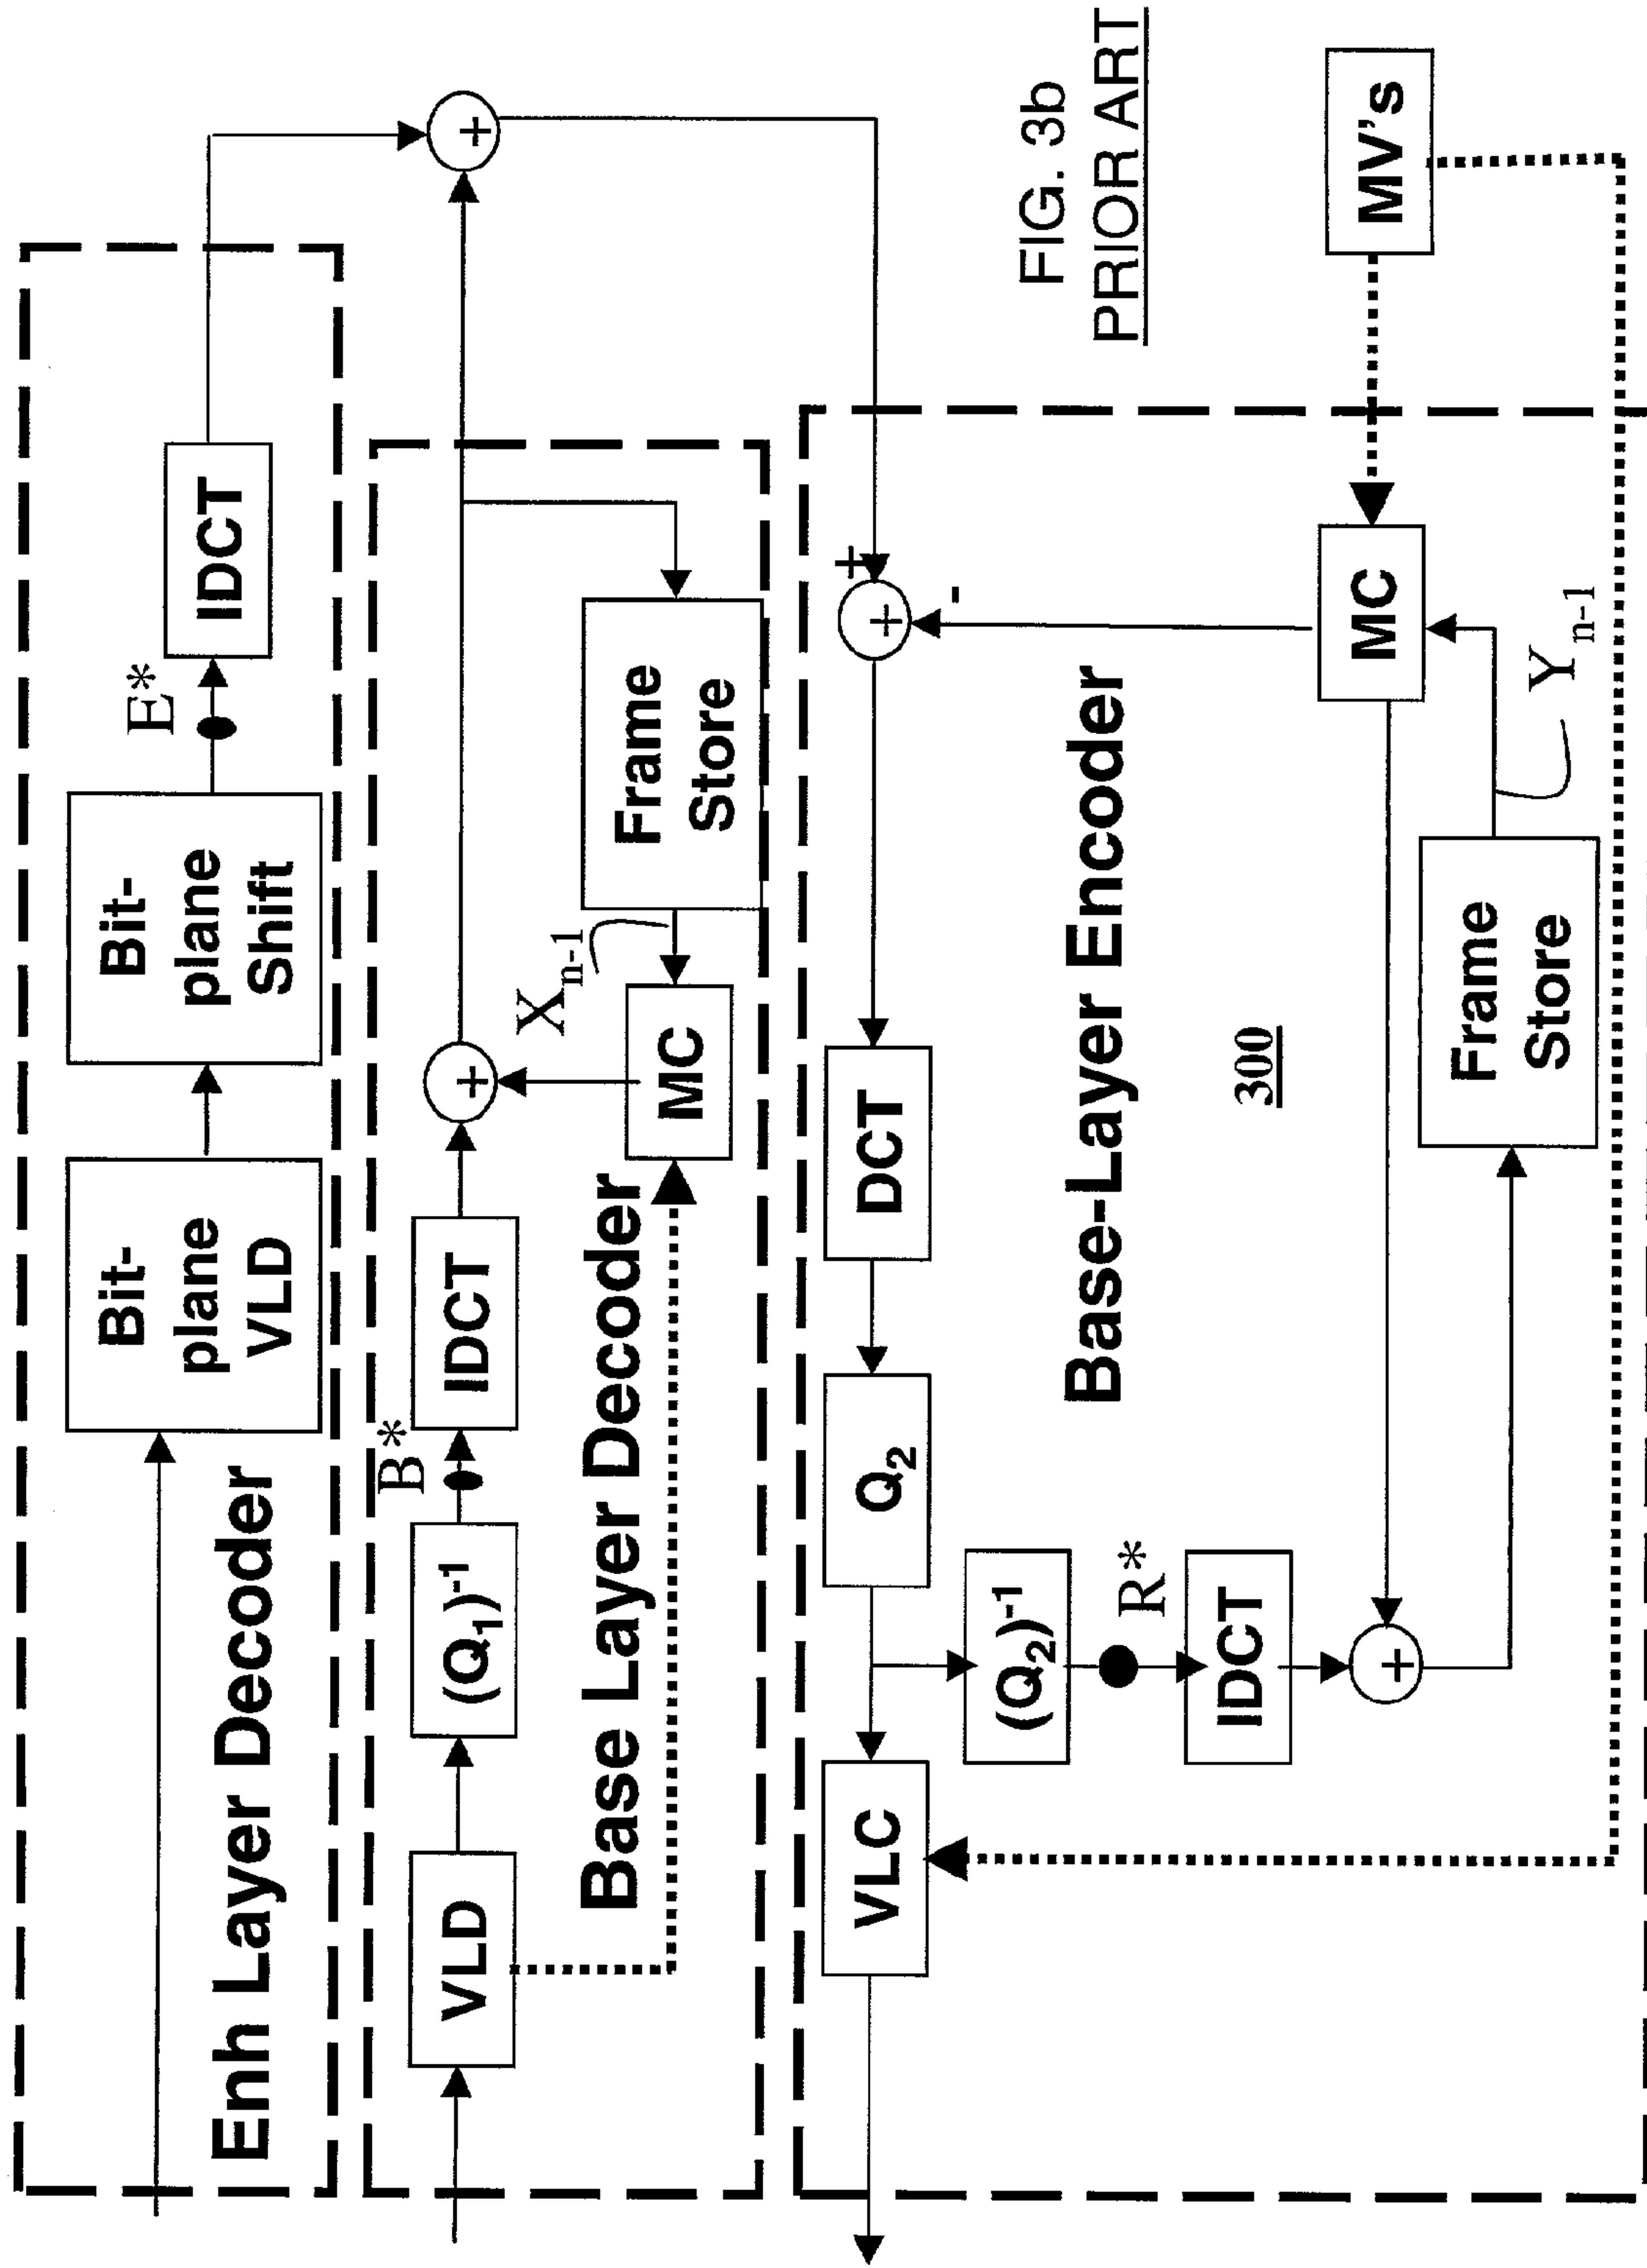 Bit-
plane
VLD
Bit-
plane
Shift
E*
IDCT
Enh Layer Decoder
+
VLD
(Q1)-1
B*
IDCT
+
Xn-1
MC
Frame
Store
Base Layer Decoder
FIG. 3b
PRIOR ART
VLC
Q2
DCT
+
+
-
(Q2)-1
R*
IDCT
+
Base-Layer Encoder
300
MC
MV's
Frame
Store
Yn-1